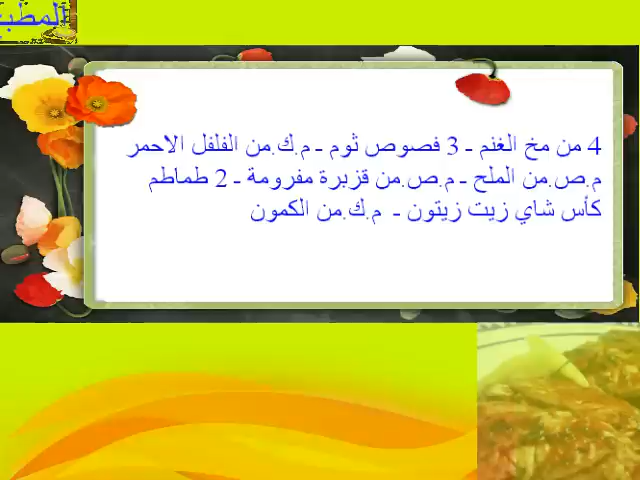 المطب
4 من مخ الغنم - 3 فصوص ثوم - م.ك.من الفلفل الاحمر
م.ص.من الملح - م.ص.من قزبرة مفرومة - 2 طماطم
كأس شاي زيت زيتون - م.ك.من الكمون